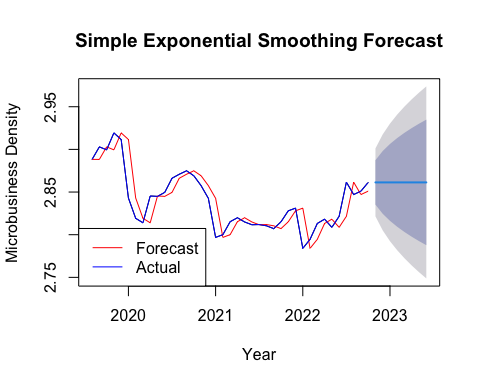 Simple Exponential Smoothing Forecast
Microbusiness Density
2.95
2.85
2.75
Forecast
Actual
2020
2021
2022
2023
Year